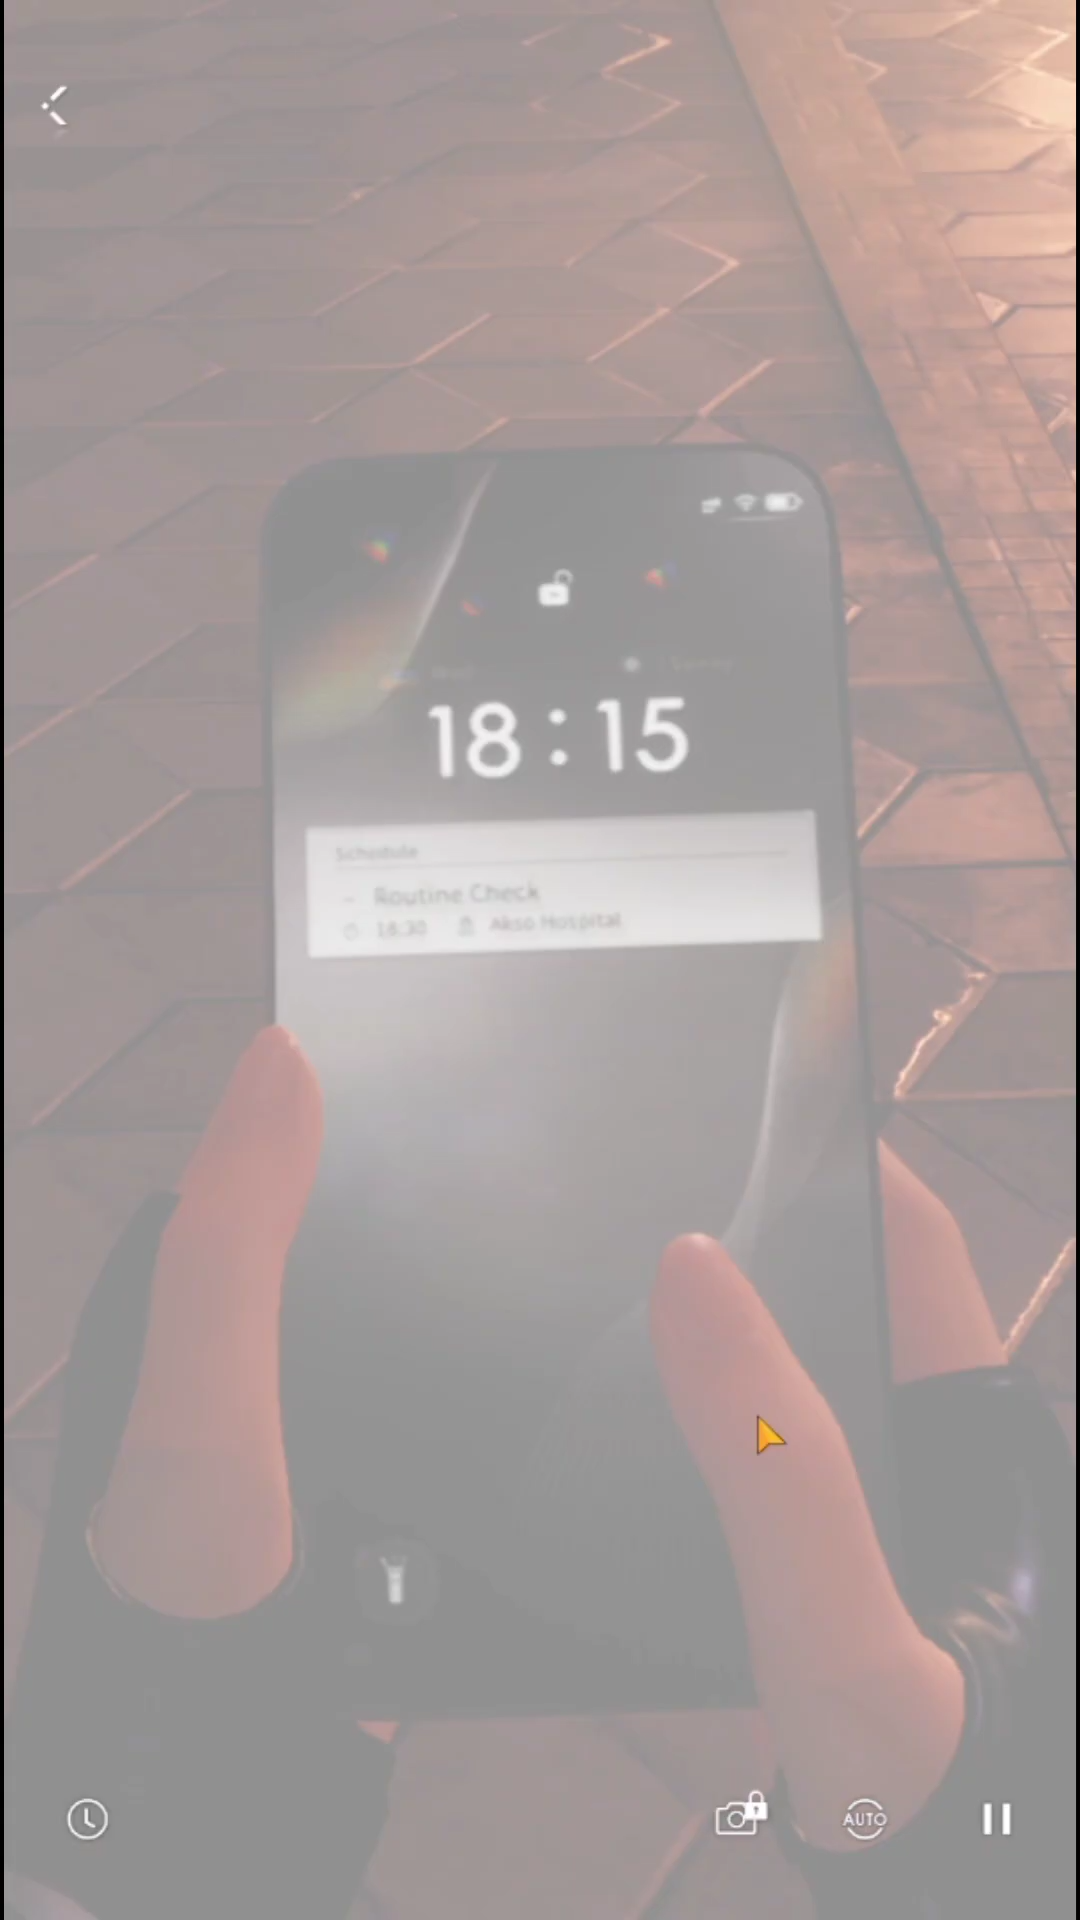 18:15
Schedule
- Routine Check
18:30 Akso Hospital
AUTO